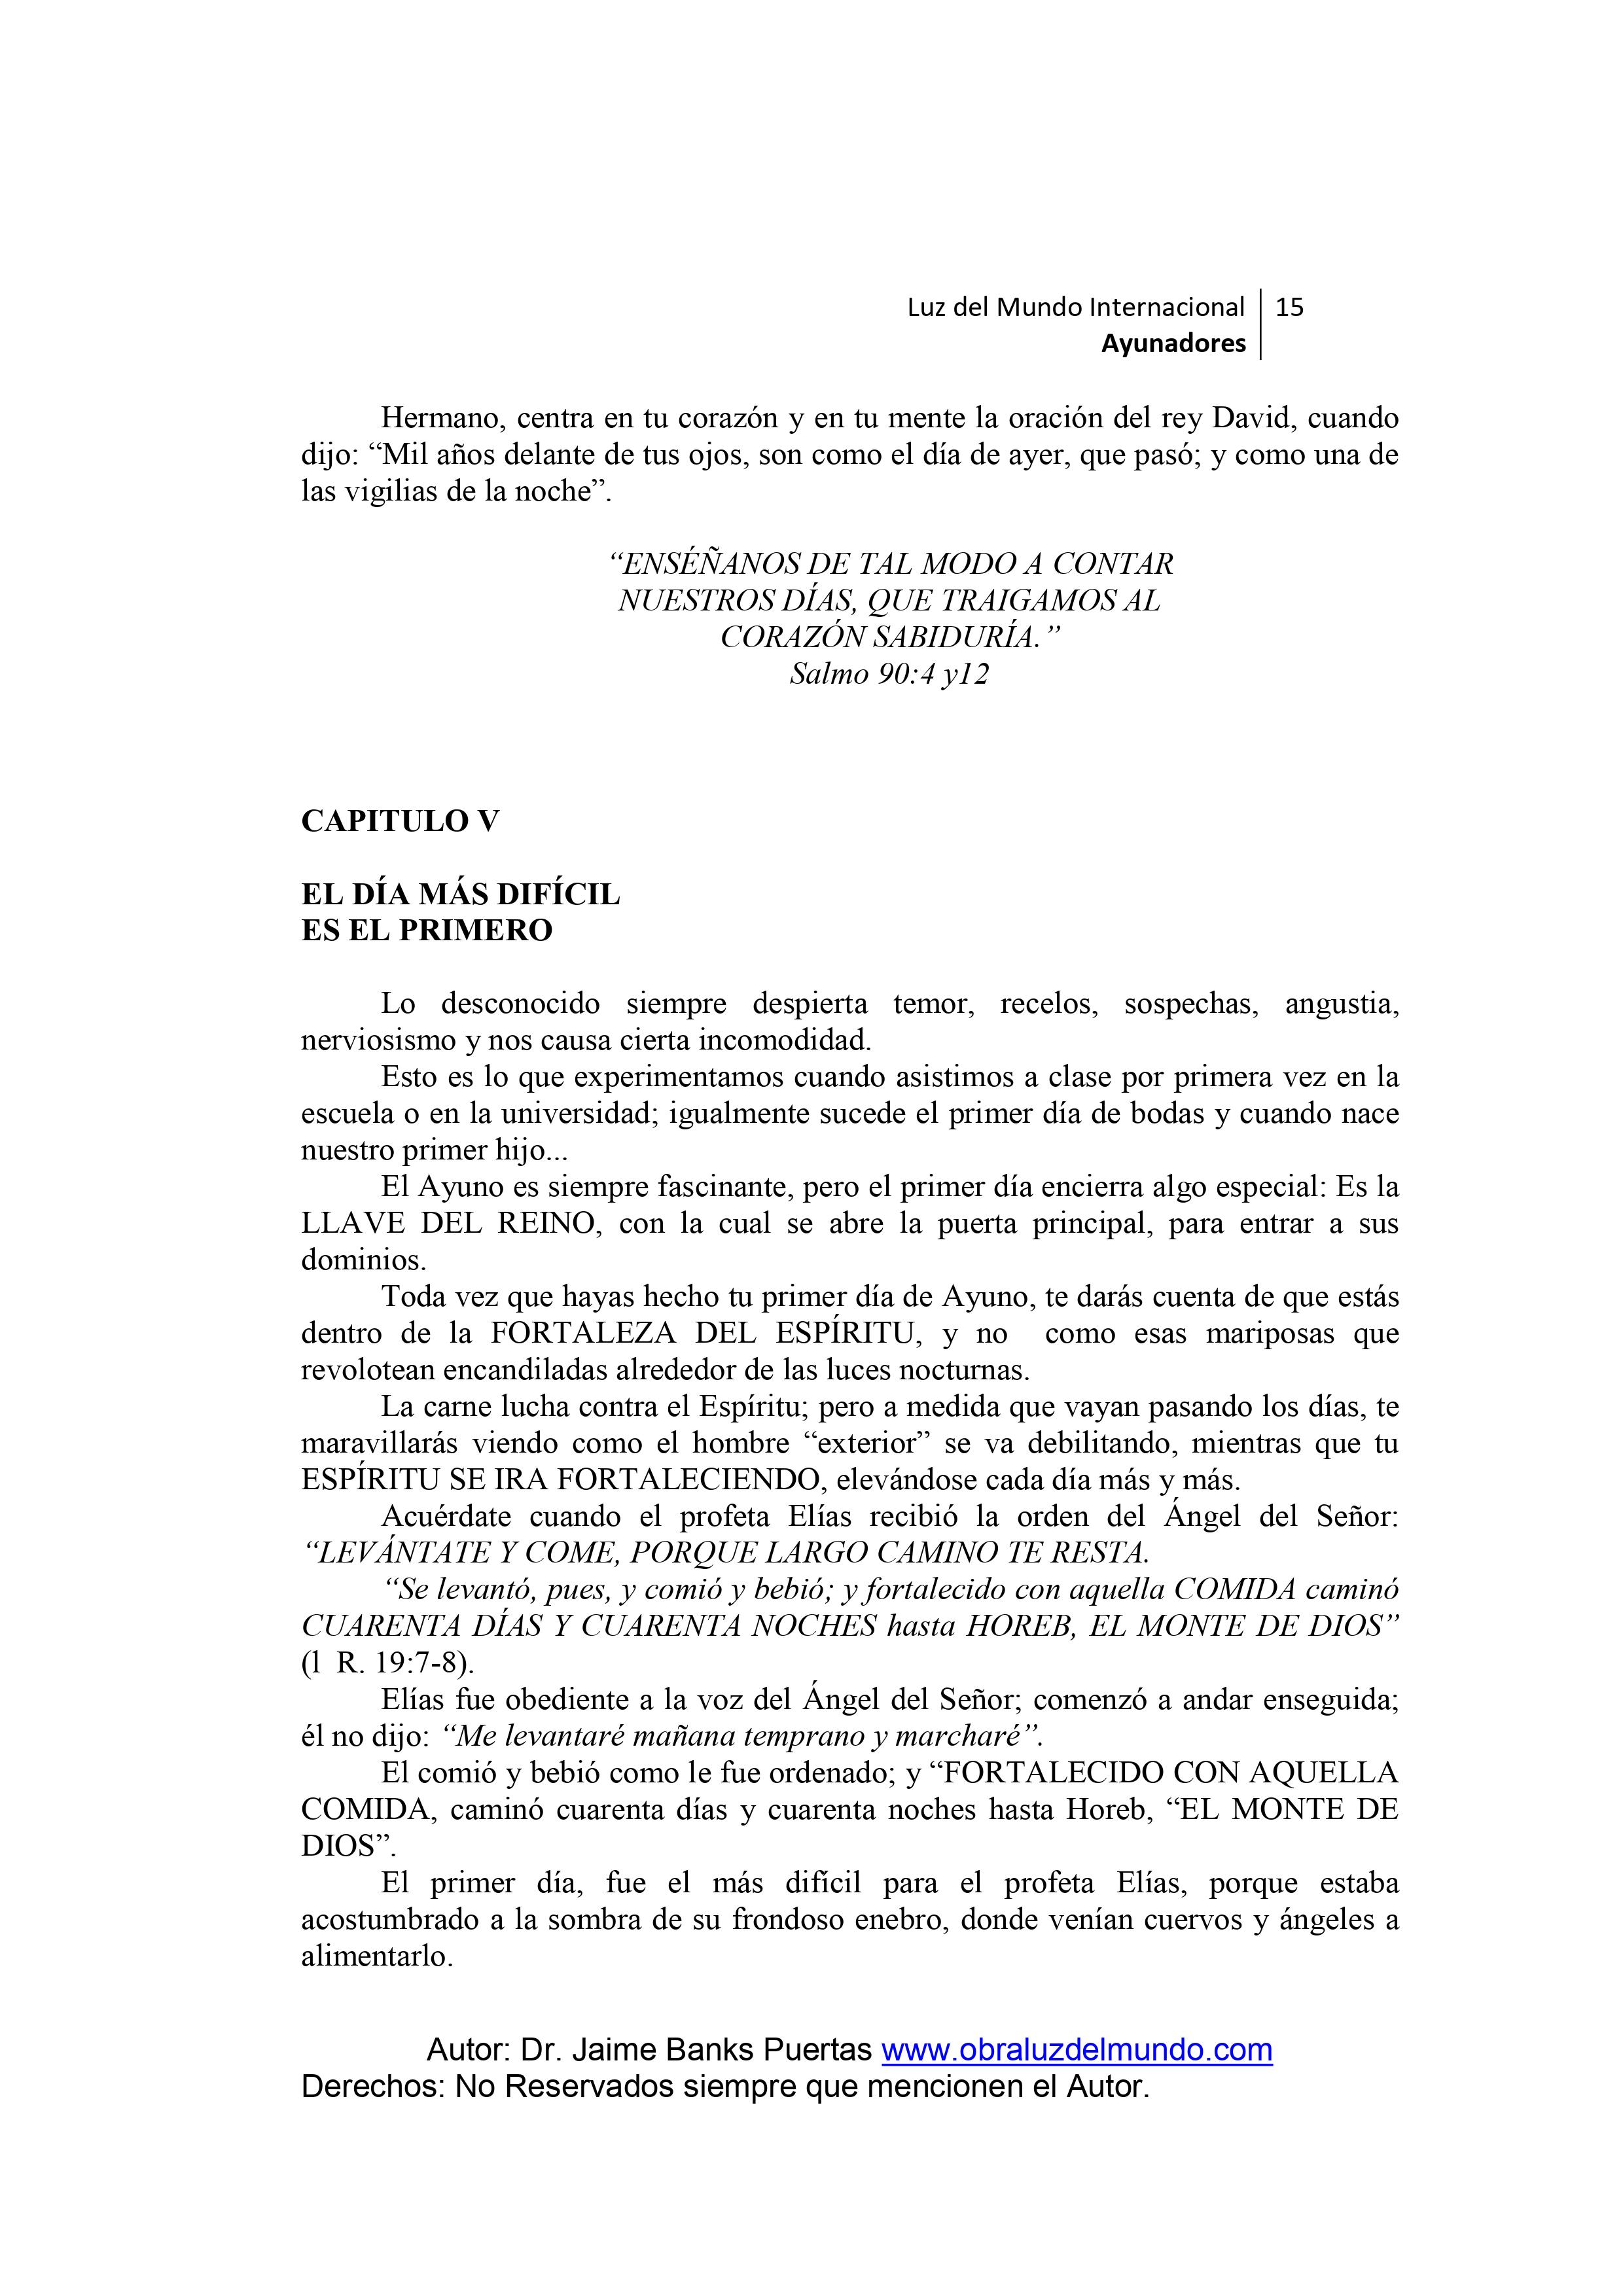 Luz del Mundo Internacional 15
Ayunadores
Hermano, centra en tu corazón y en tu mente la oración del rey David, cuando
dijo: “Mil años delante de tus ojos, son como el día de ayer, que pasó; y como una de
las vigilias de la noche”.
“ENSÉÑANOS DE TAL MODO A CONTAR
NUESTROS DÍAS, QUE TRAIGAMOS AL
CORAZÓN SABIDURÍA.”
Salmo 90:4 y12
CAPITULO V
EL DÍA MÁS DIFÍCIL
ES EL PRIMERO
Lo desconocido siempre despierta temor, recelos, sospechas, angustia,
nerviosismo y nos causa cierta incomodidad.
Esto es lo que experimentamos cuando asistimos a clase por primera vez en la
escuela o en la universidad; igualmente sucede el primer día de bodas y cuando nace
nuestro primer hijo...
El Ayuno es siempre fascinante, pero el primer día encierra algo especial: Es la
LLAVE DEL REINO, con la cual se abre la puerta principal, para entrar a sus
dominios.
Toda vez que hayas hecho tu primer día de Ayuno, te darás cuenta de que estás
dentro de la FORTALEZA DEL ESPÍRITU, y no como esas mariposas que
revolotean encandiladas alrededor de las luces nocturnas.
La carne lucha contra el Espíritu; pero a medida que vayan pasando los días, te
maravillarás viendo como el hombre “exterior” se va debilitando, mientras que tu
ESPÍRITU SE IRA FORTALECIENDO, elevándose cada día más y más.
Acuérdate cuando el profeta Elías recibió la orden del Ángel del Señor:
“LEVÁNTATE Y COME, PORQUE LARGO CAMINO TE RESTA.
“Se levantó, pues, y comió y bebió; y fortalecido con aquella COMIDA caminó
CUARENTA DÍAS Y CUARENTA NOCHES hasta HOREB, EL MONTE DE DIOS”
(l R. 19:7-8).
Elías fue obediente a la voz del Ángel del Señor; comenzó a andar enseguida;
él no dijo: “Me levantaré mañana temprano y marcharé”.
El comió y bebió como le fue ordenado; y “FORTALECIDO CON AQUELLA
COMIDA, caminó cuarenta días y cuarenta noches hasta Horeb, “EL MONTE DE
DIOS”.
El primer día, fue el más difícil para el profeta Elías, porque estaba
acostumbrado a la sombra de su frondoso enebro, donde venían cuervos y ángeles a
alimentarlo.
Autor: Dr. Jaime Banks Puertas www.obraluzdelmundo.com
Derechos: No Reservados siempre que mencionen el Autor.